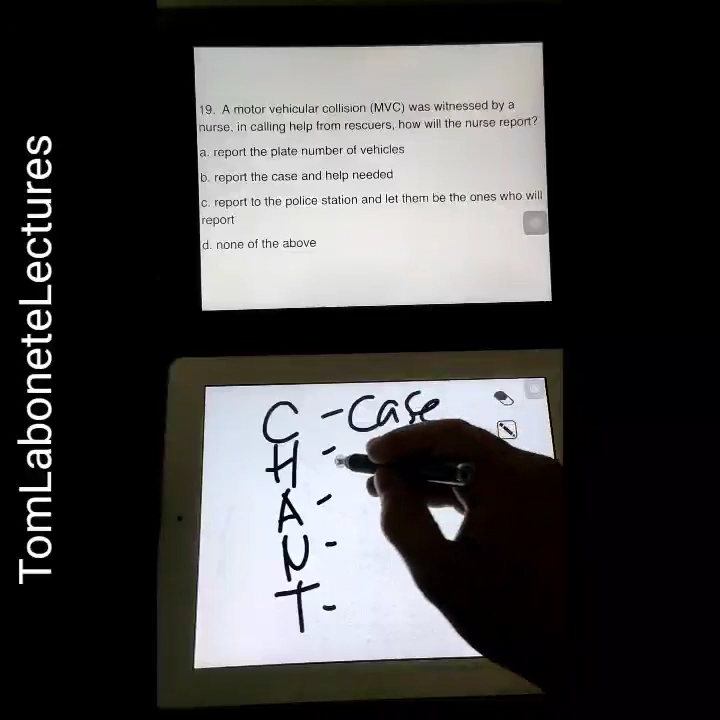 TomLaboneteLectures
19. A motor vehicular collision (MVC) was witnessed by a
nurse, in calling help from rescuers, how will the nurse report?
a. report the plate number of vehicles
b. report the case and help needed
c. report to the police station and let them be the ones who will
report
d. none of the above
C - Case
H -
A -
N -
T -